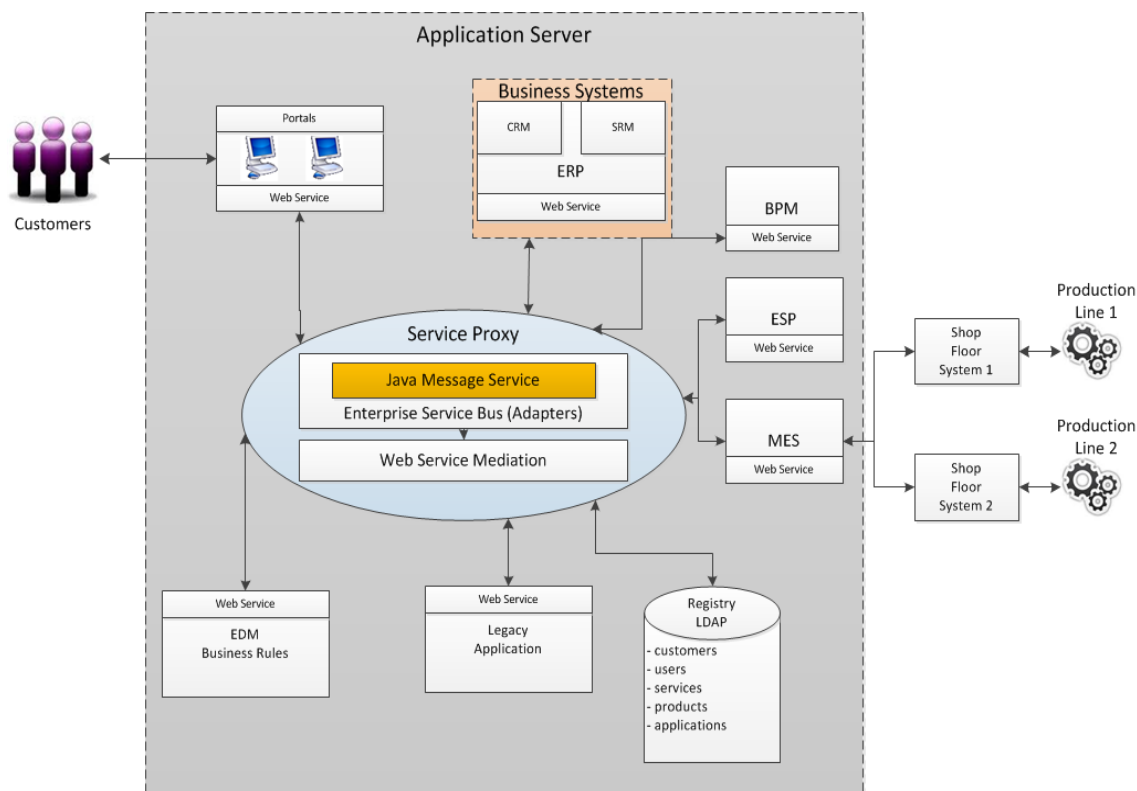 Application Server
Customers
Portals
Web Service
Business Systems
CRM
SRM
ERP
Web Service
BPM
Web Service
ESP
Web Service
MES
Web Service
Service Proxy
Java Message Service
Enterprise Service Bus (Adapters)
Web Service Mediation
Shop
Floor
System 1
Production
Line 1
Shop
Floor
System 2
Production
Line 2
Web Service
EDM
Business Rules
Web Service
Legacy
Application
Registry
LDAP
- customers
- users
- services
- products
- applications